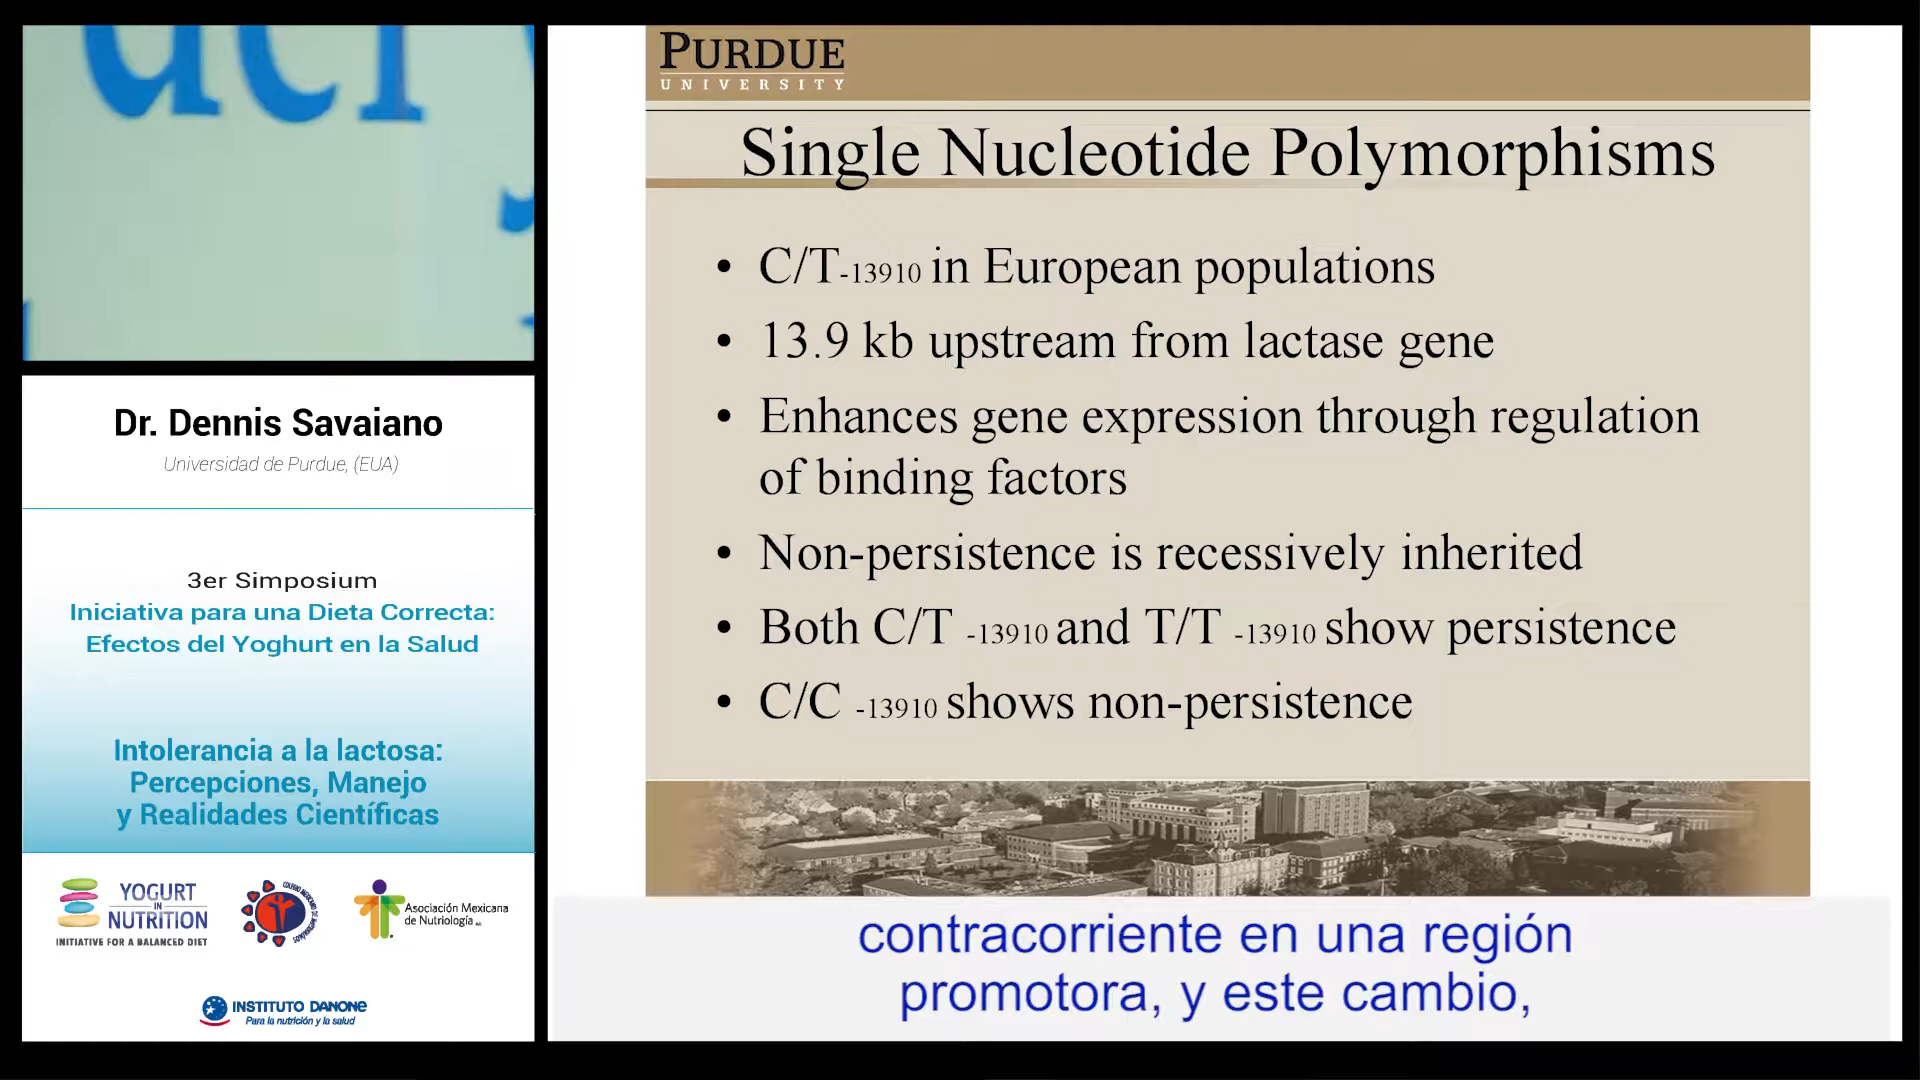 PURDUE
UNIVERSITY
Single Nucleotide Polymorphisms
• C/T-13910 in European populations
• 13.9 kb upstream from lactase gene
• Enhances gene expression through regulation
of binding factors
• Non-persistence is recessively inherited
• Both C/T -13910 and T/T -13910 show persistence
• C/C -13910 shows non-persistence
Dr. Dennis Savaiano
Universidad de Purdue, (EUA)
3er Simposium
Iniciativa para una Dieta Correcta:
Efectos del Yoghurt en la Salud
Intolerancia a la lactosa:
Percepciones, Manejo
y Realidades Científicas
YOGURT
IN
NUTRITION
INITIATIVE FOR A BALANCED DIET
Asociación Mexicana
de Nutriología
INSTITUTO DANONE
Para la nutrición y la salud
contracorriente en una región
promotora, y este cambio,